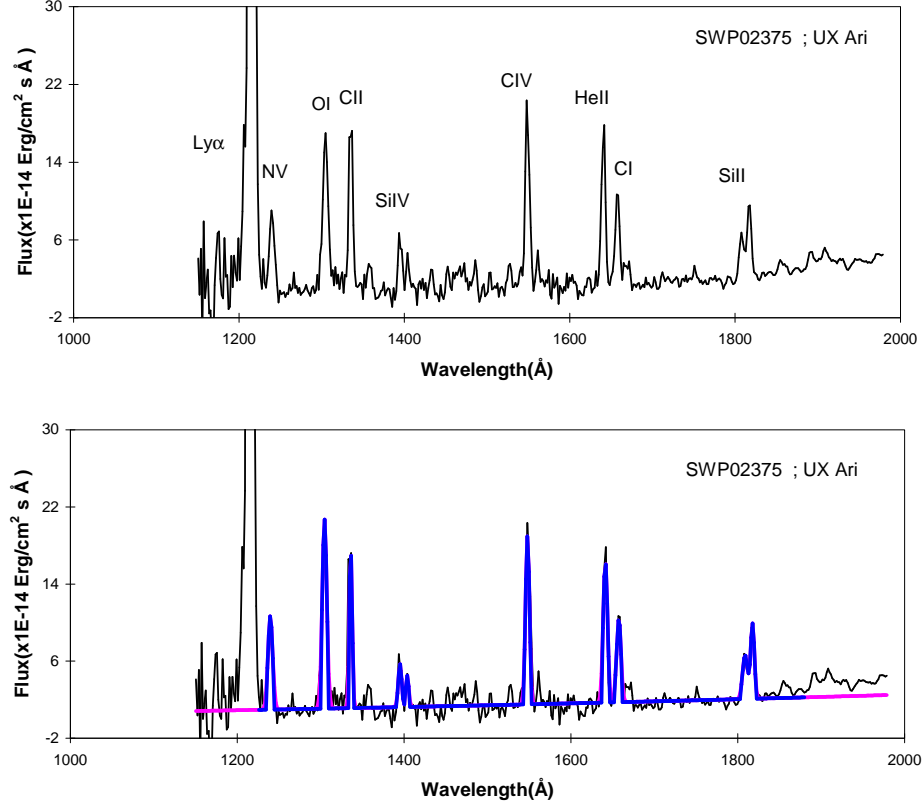 30
22
14
6
-2
Flux(x1E-14 Erg/cm² s Å )
SWP02375 ; UX Ari
Lyα
NV
OI
CII
SiIV
CIV
HeII
CI
SiII
1000
1200
1400
1600
1800
2000
Wavelength(Å)
30
22
14
6
-2
Flux(x1E-14 Erg/cm² s Å )
SWP02375 ; UX Ari
1000
1200
1400
1600
1800
2000
Wavelength(Å)